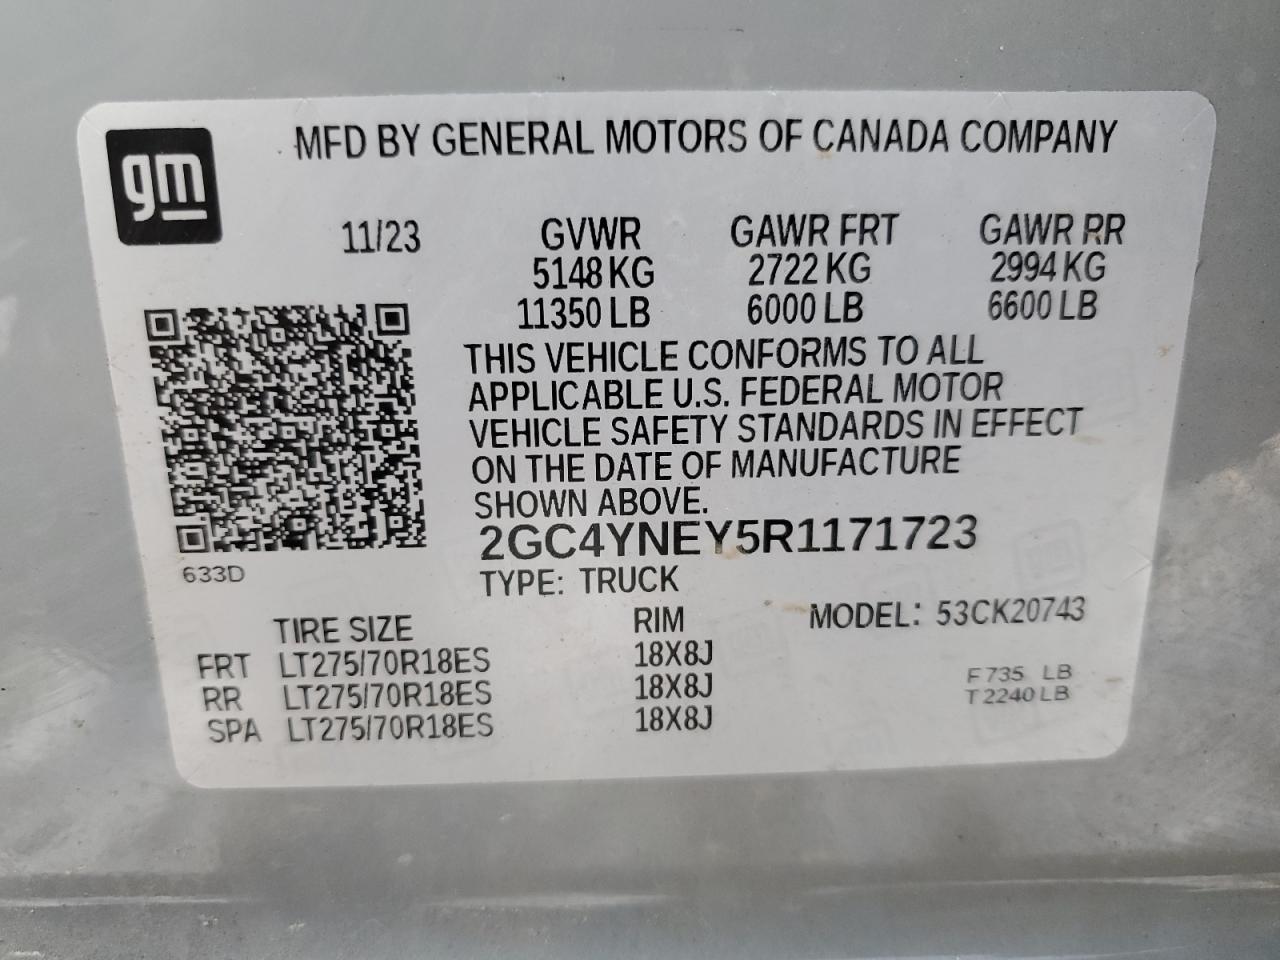 gm
MFD BY GENERAL MOTORS OF CANADA COMPANY
11/23 GVWR GAWR FRT GAWR RR
5148 KG 2722 KG 2994 KG
11350 LB 6000 LB 6600 LB
THIS VEHICLE CONFORMS TO ALL
APPLICABLE U.S. FEDERAL MOTOR
VEHICLE SAFETY STANDARDS IN EFFECT
ON THE DATE OF MANUFACTURE
SHOWN ABOVE.
2GC4YNEY5R1171723
633D
TYPE: TRUCK
MODEL: 53CK20743
TIRE SIZE RIM
FRT LT275/70R18ES 18X8J
RR LT275/70R18ES 18X8J
SPA LT275/70R18ES 18X8J
F 735 LB
T 2240 LB